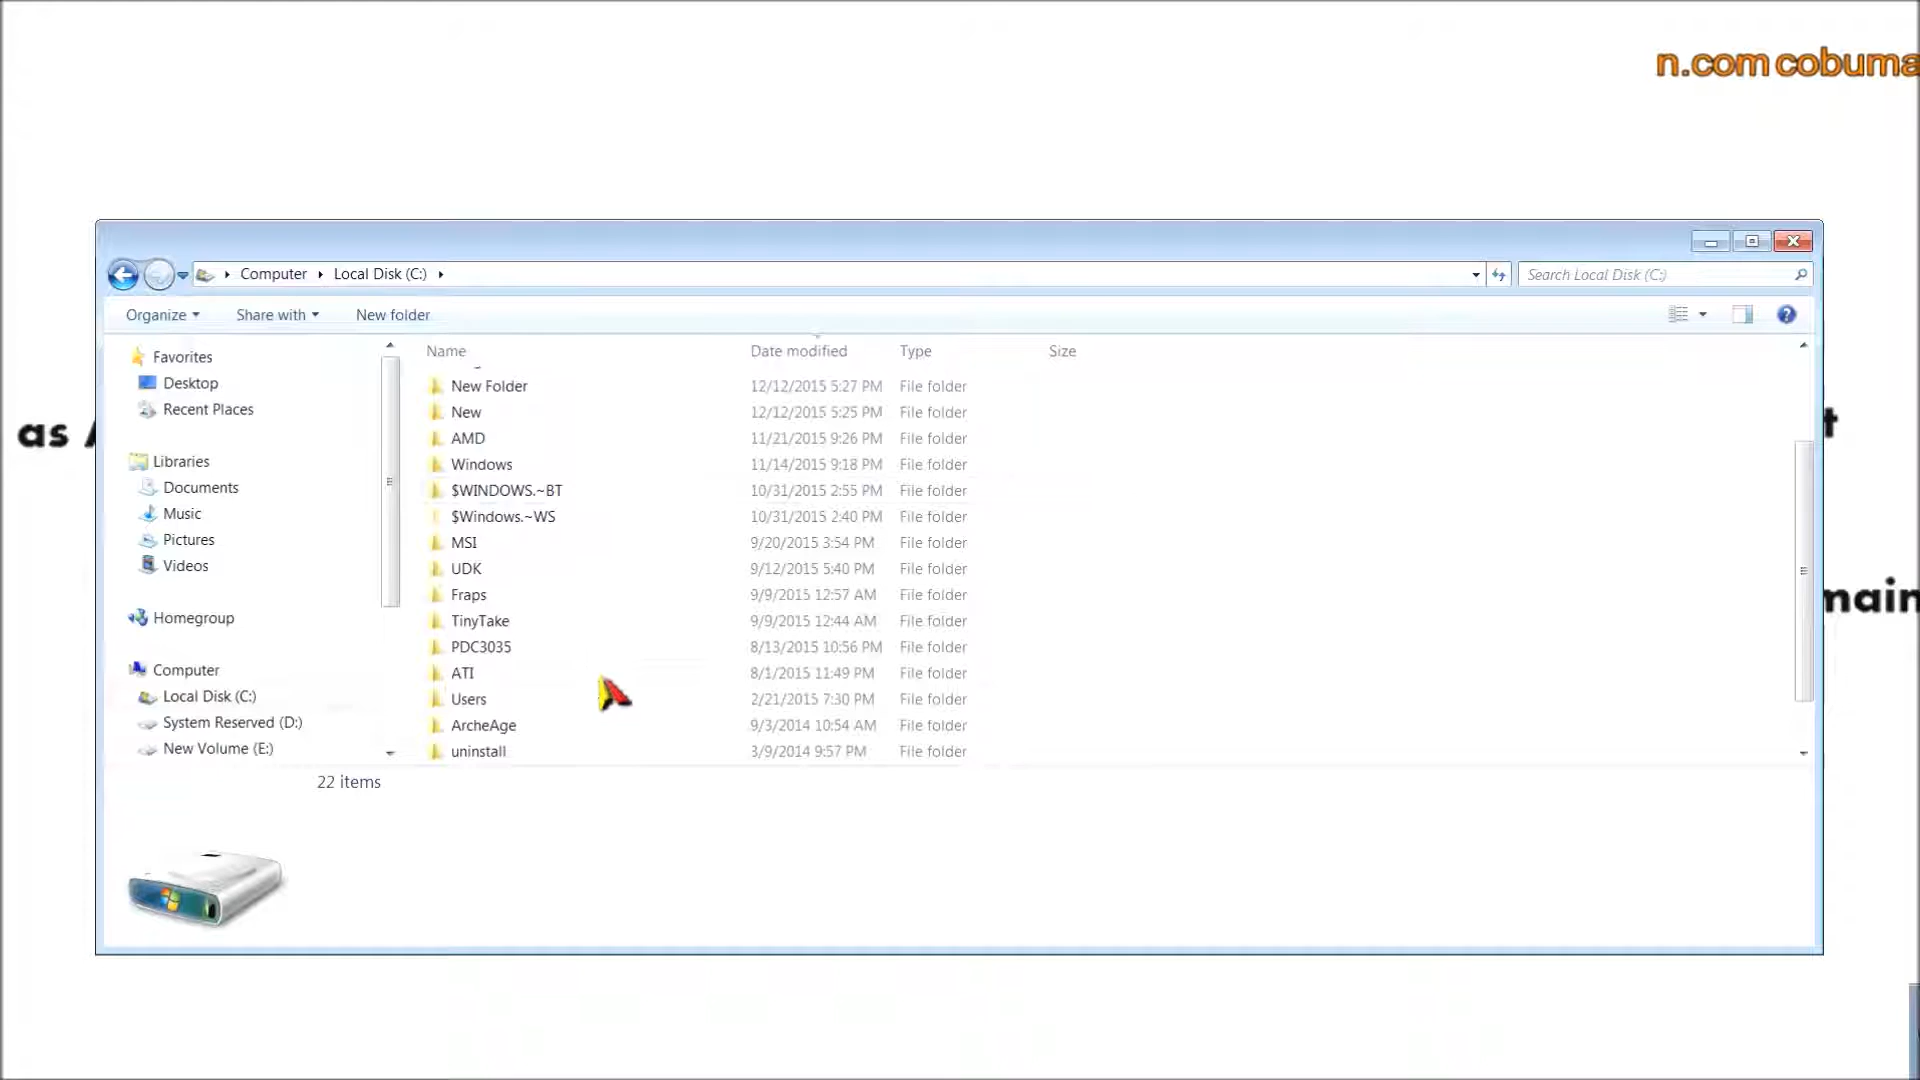 n.com cobuma
Computer Local Disk (C:)
Search Local Disk (C:)
Organize Share with New folder
Name Date modified Type Size
Favorites
Desktop
Recent Places
Libraries
Documents
Music
Pictures
Videos
Homegroup
Computer
Local Disk (C:)
System Reserved (D:)
New Volume (E:)
New Folder 12/12/2015 5:27 PM File folder
New 12/12/2015 5:25 PM File folder
AMD 11/21/2015 9:26 PM File folder
Windows 11/14/2015 9:18 PM File folder
$WINDOWS.~BT 10/31/2015 2:55 PM File folder
$Windows.~WS 10/31/2015 2:40 PM File folder
MSI 9/20/2015 3:54 PM File folder
UDK 9/12/2015 5:40 PM File folder
Fraps 9/9/2015 12:57 AM File folder
TinyTake 9/9/2015 12:44 AM File folder
PDC3035 8/13/2015 10:56 PM File folder
ATI 8/1/2015 11:49 PM File folder
Users 2/21/2015 7:30 PM File folder
ArcheAge 9/3/2014 10:54 AM File folder
uninstall 3/9/2014 9:57 PM File folder
22 items
as A
t
main